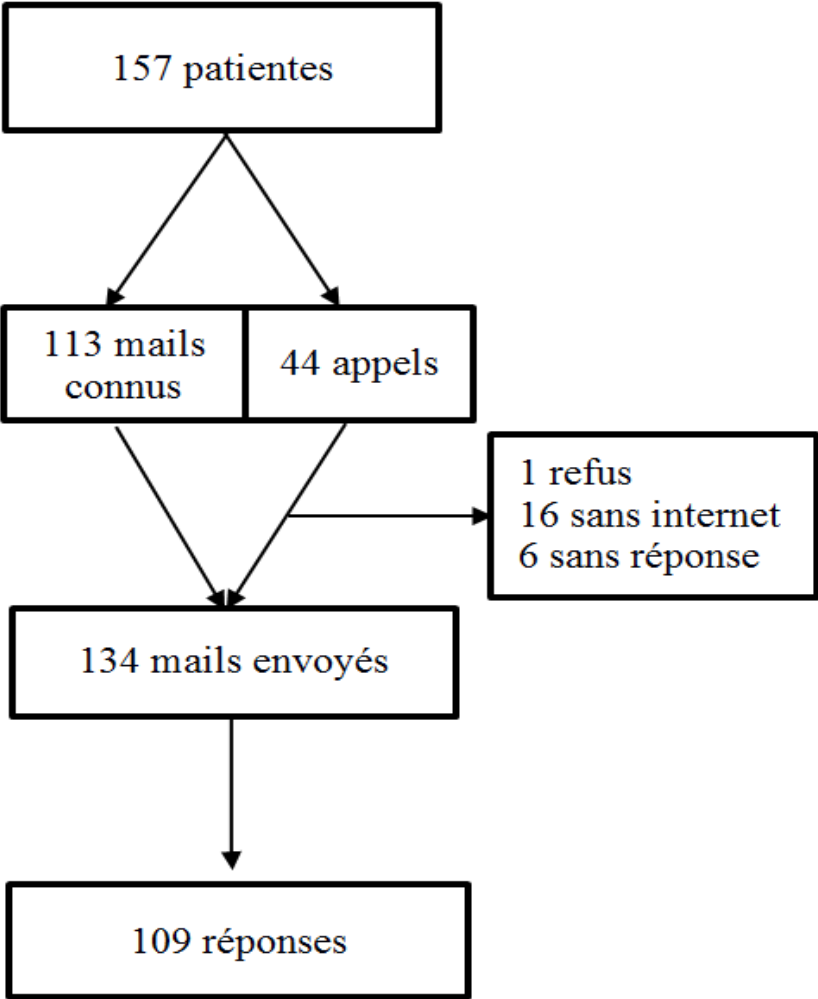 157 patientes
113 mails
connus
44 appels
1 refus
16 sans internet
6 sans réponse
134 mails envoyés
109 réponses